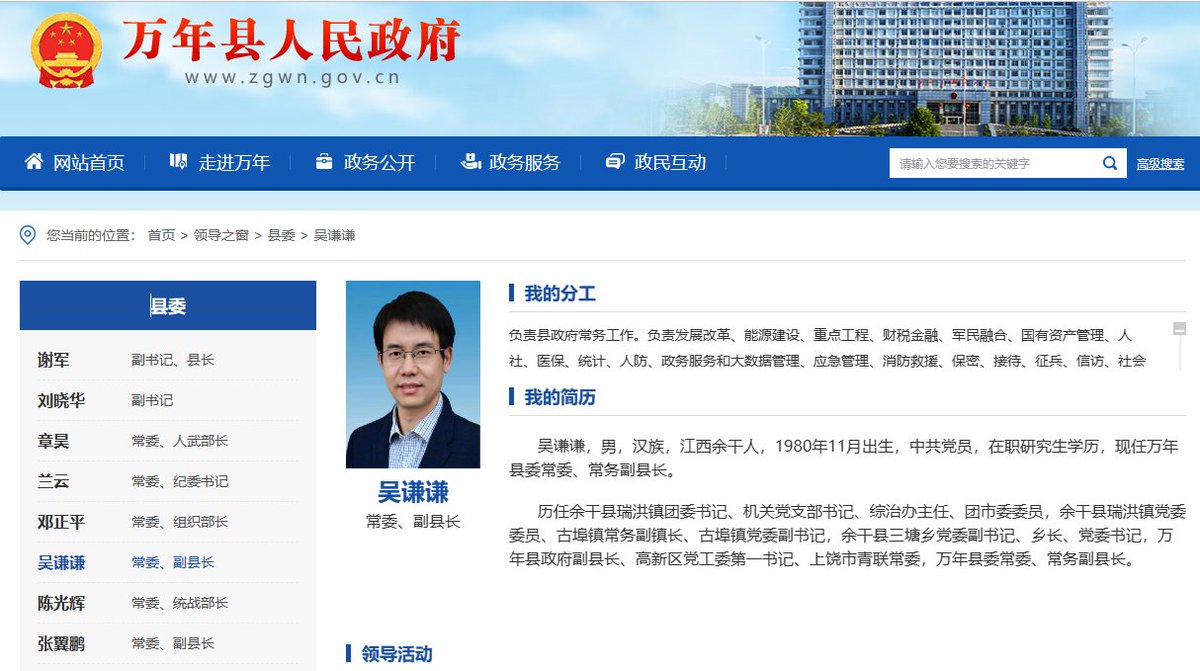 万年县人民政府
www.zgwn.gov.cn
网站首页 走进万年 政务公开 政务服务 政民互动 请输入您要搜索的关键字 高级搜索
您当前的位置： 首页 > 领导之窗 > 县委 > 吴谦谦
县委
谢军 副书记、县长
刘晓华 副书记
章昊 常委、人武部长
兰云 常委、纪委书记
邓正平 常委、组织部长
吴谦谦 常委、副县长
陈光辉 常委、统战部长
张翼鹏 常委、副县长
吴谦谦
常委、副县长
我的分工
负责县政府常务工作。负责发展改革、能源建设、重点工程、财税金融、军民融合、国有资产管理、人
社、医保、统计、人防、政务服务和大数据管理、应急管理、消防救援、保密、接待、征兵、信访、社会
我的简历
吴谦谦，男，汉族，江西余干人，1980年11月出生，中共党员，在职研究生学历，现任万年
县委常委、常务副县长。
历任余干县瑞洪镇团委书记、机关党支部书记、综治办主任、团市委委员，余干县瑞洪镇党委
委员、古埠镇常务副镇长、古埠镇党委副书记，余干县三塘乡党委副书记、乡长、党委书记，万
年县政府副县长、高新区党工委第一书记、上饶市青联常委，万年县委常委、常务副县长。
领导活动